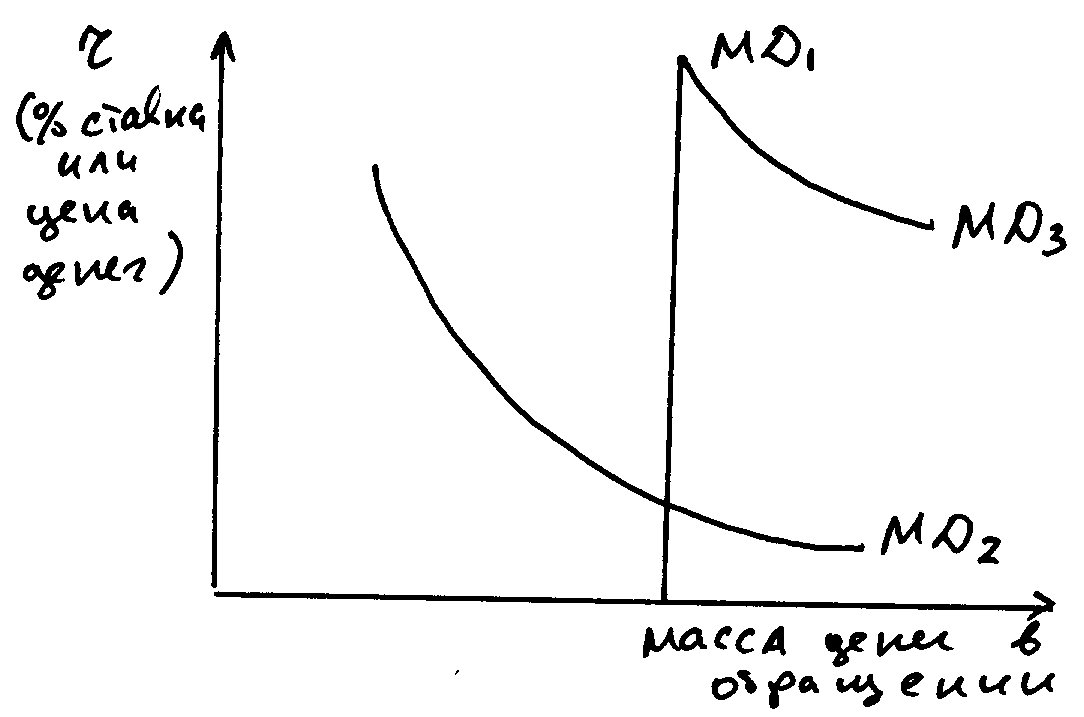 r
(% ставка
или
цена
денег)
MD₁
MD₃
MD₂
масса денег в
обращении